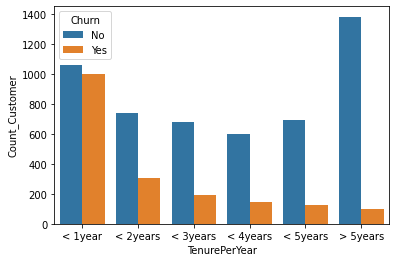 Churn
No
Yes
Count_Customer
1400
1200
1000
800
600
400
200
0
< 1year < 2years < 3years < 4years < 5years > 5years
TenurePerYear